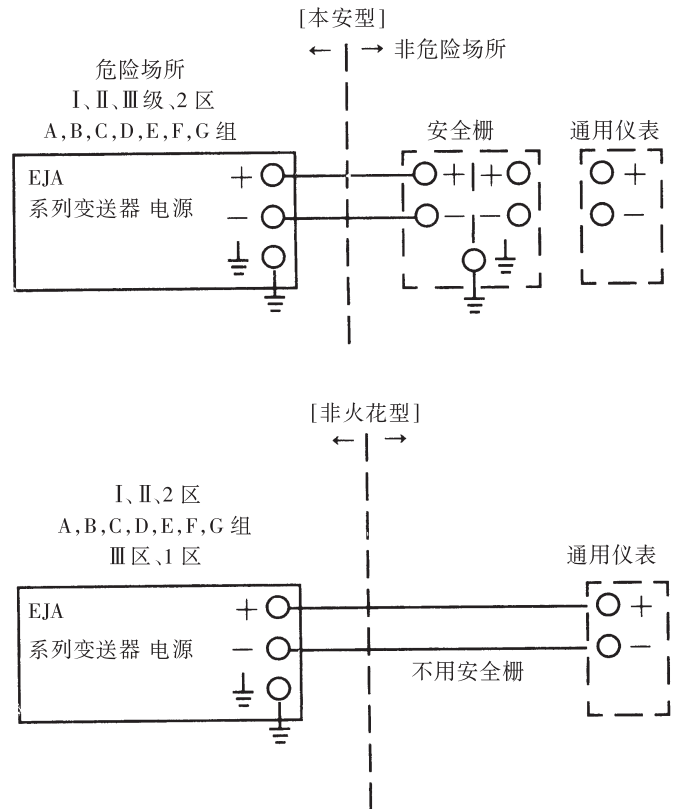 [本安型]
← → 非危险场所
危险场所
Ⅰ、Ⅱ、Ⅲ级、2区
A,B,C,D,E,F,G组
安全栅
通用仪表
EJA
系列变送器 电源
+
−
+ | +
− | −
+
−
[非火花型]
← →
Ⅰ、Ⅱ、2区
A,B,C,D,E,F,G组
Ⅲ区、1区
通用仪表
EJA
系列变送器 电源
+
−
+
−
不用安全栅